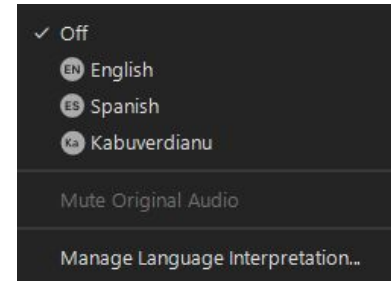 ✓ Off
EN English
ES Spanish
Ka Kabuverdianu
Mute Original Audio
Manage Language Interpretation...